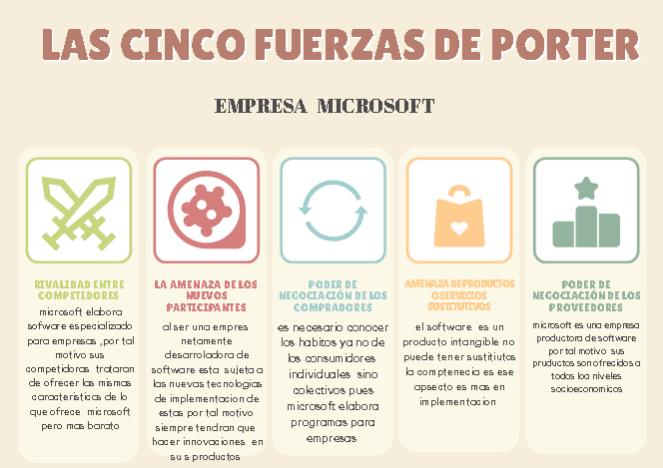 LAS CINCO FUERZAS DE PORTER
EMPRESA MICROSOFT
RIVALIDAD ENTRE
COMPETIDORES
microsoft elabora
sofware especializado
para empresas ,por tal
motivo sus
competidoras trataran
de ofrecer las mismas
caracteristicas de lo
que ofrece microsoft
pero mas barato
LA AMENAZA DE LOS
NUEVOS
PARTICIPANTES
al ser una empres
netamente
desarroladora de
software esta sujeta a
las nuevas tecnologias
de implementacion de
estas por tal motivo
siempre tendran que
hacer innovaciones en
su s productos
PODER DE
NEGOCIACIÓN DE LOS
COMPRADORES
es necesario conocer
los habitos ya no de
los consumidores
individuales sino
colectivos pues
microsoft elabora
programas para
empresas
AMENAZA DE PRODUCTOS
O SERVICIOS
SUSTITUTIVOS
el software es un
producto intangible no
puede tener sustjtutos
la comptenecia es ese
apsecto es mas en
implementacion
PODER DE
NEGOCIACIÓN DE LOS
PROVEEDORES
microsoft es una empresa
productora de software
por tal motivo sus
pruductos son ofrecidos a
todos loa niveles
socioeconomicos